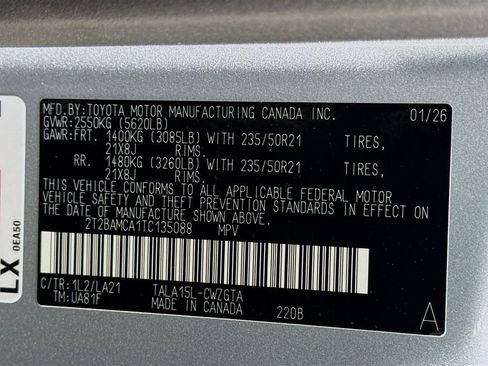 MFD.BY:TOYOTA MOTOR MANUFACTURING CANADA INC. 01/26
GVWR:2550KG (5620LB)
GAWR:FRT. 1400KG (3085LB) WITH 235/50R21 TIRES,
21X8J RIMS.
RR. 1480KG (3260LB) WITH 235/50R21 TIRES,
21X8J RIMS.
THIS VEHICLE CONFORMS TO ALL APPLICABLE FEDERAL MOTOR
VEHICLE SAFETY AND THEFT PREVENTION STANDARDS IN EFFECT
ON THE DATE OF MANUFACTURE SHOWN ABOVE.
2T2BAMCA1TC135088 MPV
C/TR:1L2/LA21 TALA15L-CWZGTA
TM:UA81F MADE IN CANADA 220B A
LX 0EA50